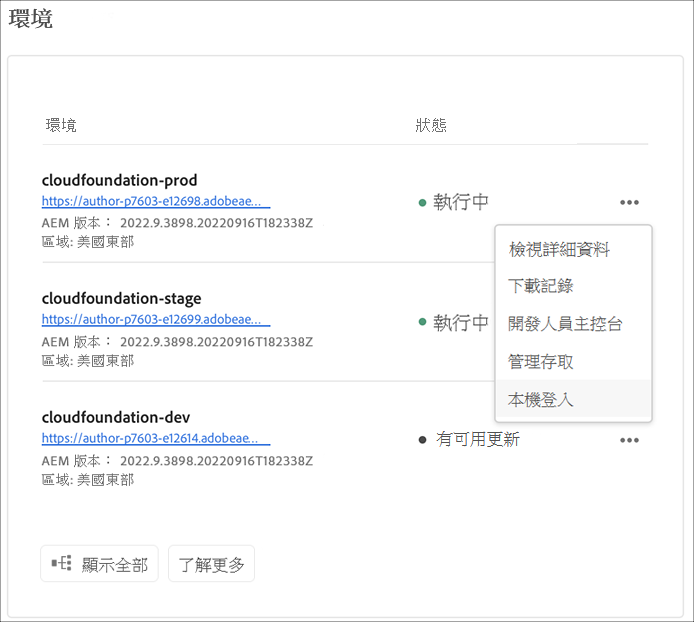 環境
環境 狀態
cloudfoundation-prod
https://author-p7603-e12698.adobeae...
AEM 版本： 2022.9.3898.20220916T182338Z
區域: 美國東部
執行中
檢視詳細資料
下載記錄
開發人員主控台
管理存取
本機登入
cloudfoundation-stage
https://author-p7603-e12699.adobeae...
AEM 版本： 2022.9.3898.20220916T182338Z
區域: 美國東部
執行中
cloudfoundation-dev
https://author-p7603-e12614.adobeae...
AEM 版本： 2022.9.3898.20220916T182338Z
區域: 美國東部
有可用更新
顯示全部 了解更多